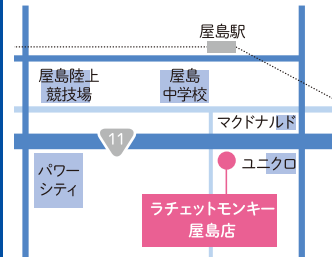 屋島駅
屋島陸上
競技場
屋島
中学校
マクドナルド
11
ユニクロ
パワー
シティ
ラチェットモンキー
屋島店